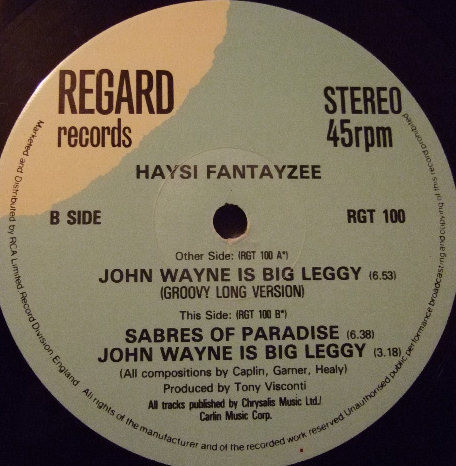 REGARD
records
STEREO
45rpm
HAYSI FANTAYZEE
B SIDE
RGT 100
Other Side: (RGT 100 A*)
JOHN WAYNE IS BIG LEGGY (6.53)
(GROOVY LONG VERSION)
This Side: (RGT 100 B*)
SABRES OF PARADISE (6.38)
JOHN WAYNE IS BIG LEGGY (3.18)
(All compositions by Caplin, Garner, Healy)
Produced by Tony Visconti
All tracks published by Chrysalis Music Ltd./
Carlin Music Corp.
Marketed and Distributed by RCA Limited Record Division England All rights of the manufacturer and of the recorded work reserved Unauthorised public performance broadcasting and copying of this record prohibited